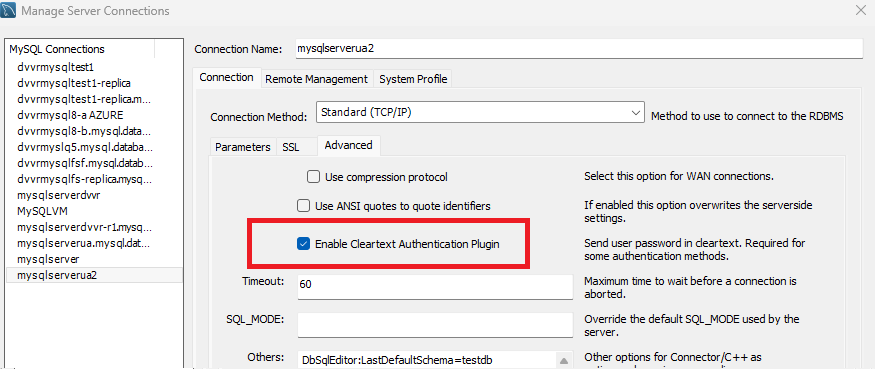 Manage Server Connections
MySQL Connections
dvvrmysqltest1
dvvrmysqltest1-replica
dvvrmysqltest1-replica.m...
dvvrmysql8-a AZURE
dvvrmysql8-b.mysql.data...
dvvrmyslq5.mysql.databa...
dvvrmysqlfsf.mysql.datab...
dvvrmysqlfs-replica.mysq...
mysqlserverdvvr
MySQLVM
mysqlserverdvvr-r1.mysq...
mysqlserverua.mysql.dat...
mysqlserver
mysqlserverua2
Connection Name: mysqlserverua2
Connection Remote Management System Profile
Connection Method: Standard (TCP/IP) Method to use to connect to the RDBMS
Parameters SSL Advanced
Use compression protocol Select this option for WAN connections.
Use ANSI quotes to quote identifiers If enabled this option overwrites the serverside
settings.
Enable Cleartext Authentication Plugin Send user password in cleartext. Required for
some authentication methods.
Timeout: 60 Maximum time to wait before a connection is
aborted.
SQL_MODE: Override the default SQL_MODE used by the
server.
Others: DbSqlEditor:LastDefaultSchema=testdb Other options for Connector/C++ as